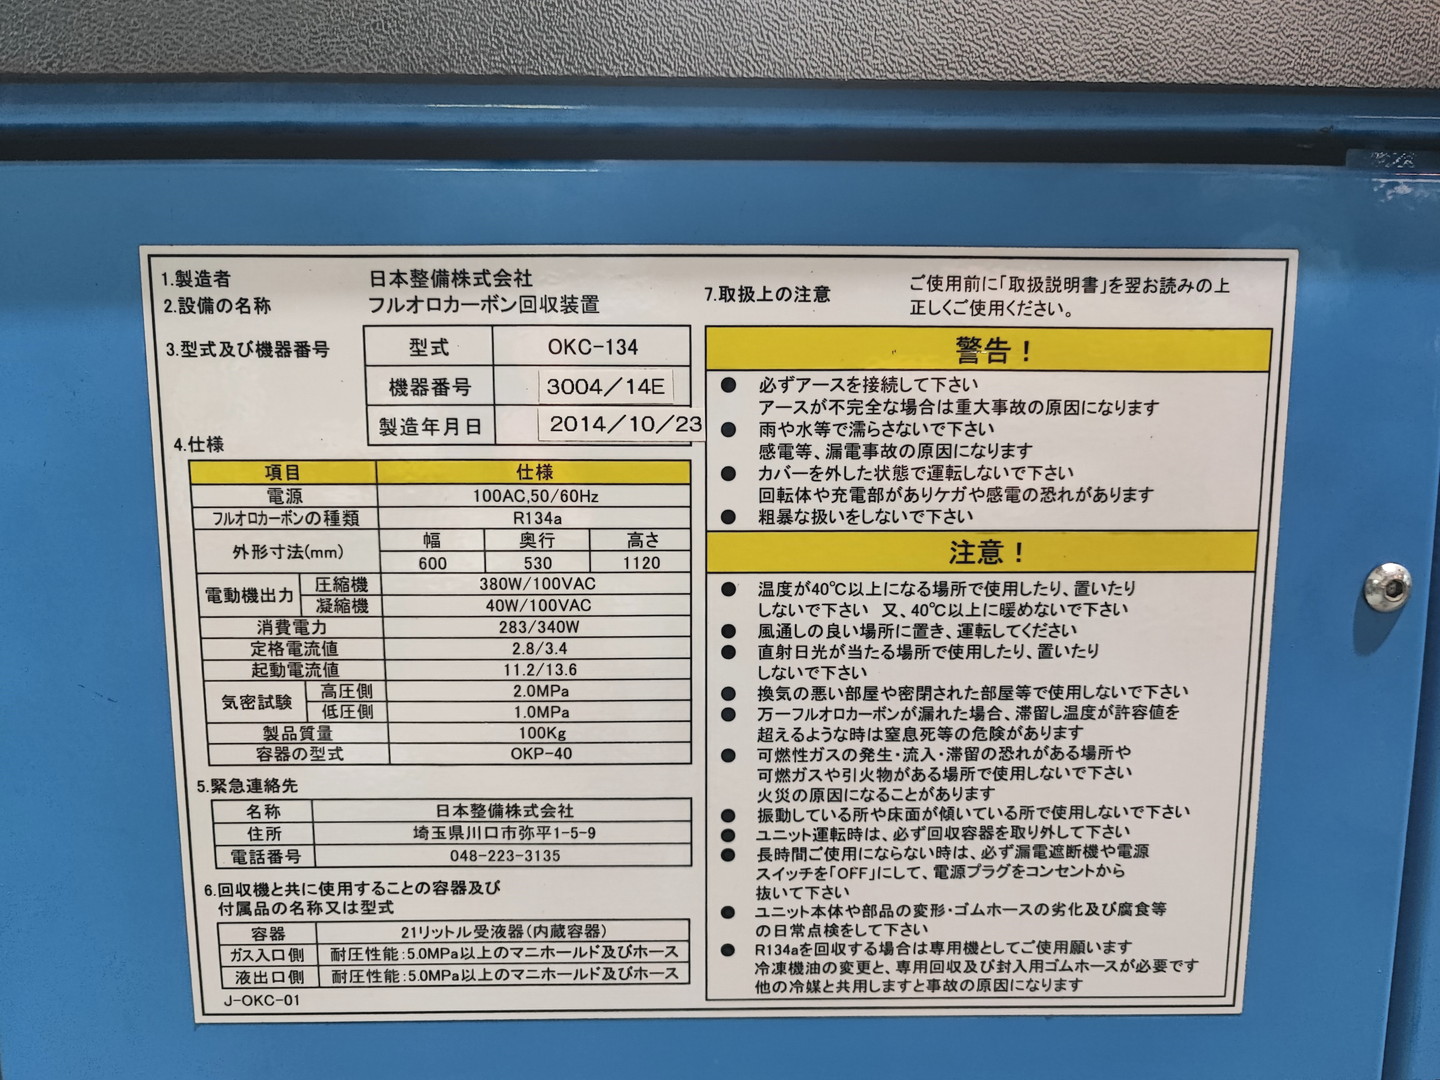 1.製造者 日本整備株式会社
2.設備の名称 フルオロカーボン回収装置
3.型式及び機器番号
型式 OKC-134
機器番号 3004/14E
製造年月日 2014/10/23
4.仕様
項目 仕様
電源 100AC,50/60Hz
フルオロカーボンの種類 R134a
外形寸法(mm) 幅 奥行 高さ
600 530 1120
電動機出力 圧縮機 380W/100VAC
凝縮機 40W/100VAC
消費電力 283/340W
定格電流値 2.8/3.4
起動電流値 11.2/13.6
気密試験 高圧側 2.0MPa
低圧側 1.0MPa
製品質量 100Kg
容器の型式 OKP-40
5.緊急連絡先
名称 日本整備株式会社
住所 埼玉県川口市弥平1-5-9
電話番号 048-223-3135
6.回収機と共に使用することの容器及び
付属品の名称又は型式
容器 21リットル受液器(内蔵容器)
ガス入口側 耐圧性能:5.0MPa以上のマニホールド及びホース
液出口側 耐圧性能:5.0MPa以上のマニホールド及びホース
J-OKC-01
7.取扱上の注意
ご使用前に「取扱説明書」を翌お読みの上
正しくご使用ください。
警告!
● 必ずアースを接続して下さい
アースが不完全な場合は重大事故の原因になります
● 雨や水等で濡らさないで下さい
感電等、漏電事故の原因になります
● カバーを外した状態で運転しないで下さい
回転体や充電部がありケガや感電の恐れがあります
● 粗暴な扱いをしないで下さい
注意!
● 温度が40℃以上になる場所で使用したり、置いたり
しないで下さい 又、40℃以上に暖めないで下さい
● 風通しの良い場所に置き、運転してください
● 直射日光が当たる場所で使用したり、置いたり
しないで下さい
● 換気の悪い部屋や密閉された部屋等で使用しないで下さい
● 万一フルオロカーボンが漏れた場合、滞留し温度が許容値を
超えるような時は窒息死等の危険があります
● 可燃性ガスの発生・流入・滞留の恐れがある場所や
可燃ガスや引火物がある場所で使用しないで下さい
火災の原因になることがあります
● 振動している所や床面が傾いている所で使用しないで下さい
● ユニット運転時は、必ず回収容器を取り外して下さい
● 長時間ご使用にならない時は、必ず漏電遮断機や電源
スイッチを「OFF」にして、電源プラグをコンセントから
抜いて下さい
● ユニット本体や部品の変形・ゴムホースの劣化及び腐食等
の日常点検をして下さい
● R134aを回収する場合は専用機としてご使用願います
冷凍機油の変更と、専用回収及び封入用ゴムホースが必要です
他の冷媒と共用しますと事故の原因になります